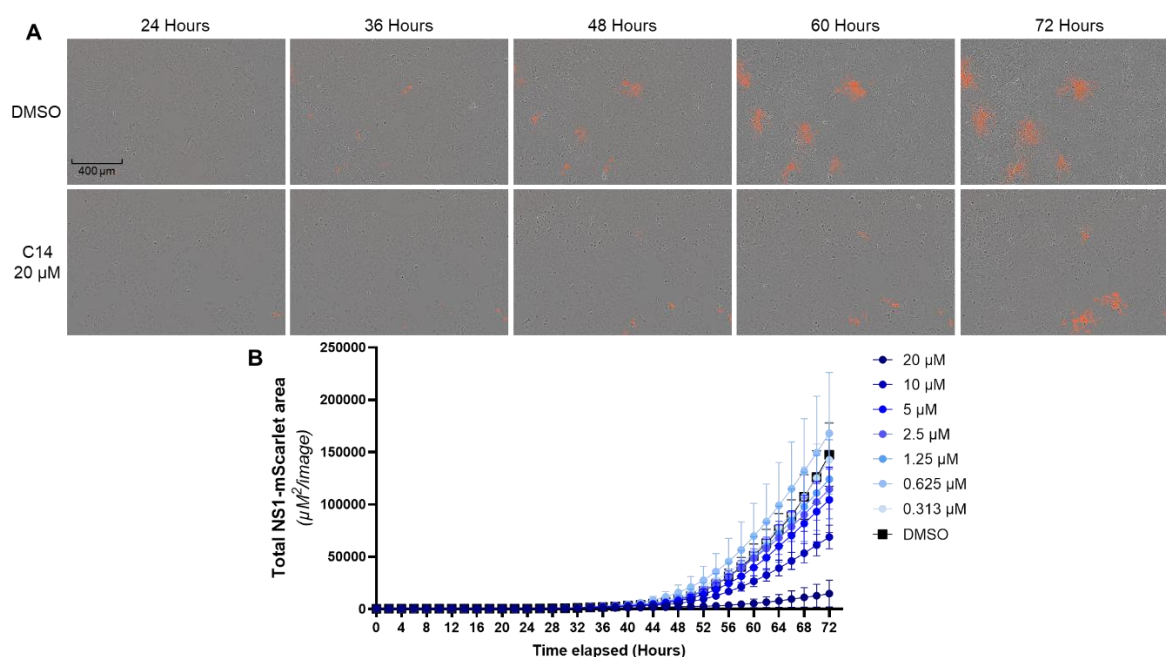 A
24 Hours
36 Hours
48 Hours
60 Hours
72 Hours
DMSO
400 µm
C14
20 µM
B
Total NS1-mScarlet area
(µM²/image)
250000
200000
150000
100000
50000
0
0 4 8 12 16 20 24 28 32 36 40 44 48 52 56 60 64 68 72
Time elapsed (Hours)
20 µM
10 µM
5 µM
2.5 µM
1.25 µM
0.625 µM
0.313 µM
DMSO